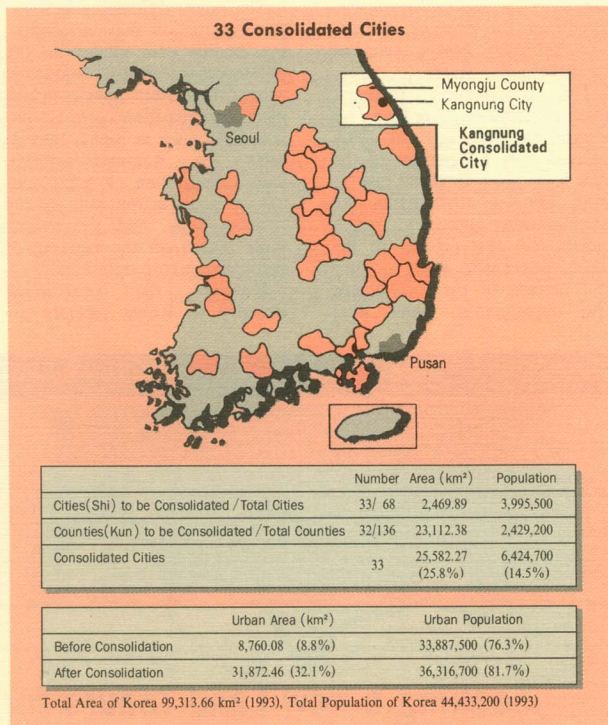 33 Consolidated Cities
Myongju County
Kangnung City
Kangnung
Consolidated
City
Seoul
Pusan
Number Area (km²) Population
Cities(Shi) to be Consolidated /Total Cities 33/ 68 2,469.89 3,995,500
Counties(Kun) to be Consolidated /Total Counties 32/136 23,112.38 2,429,200
Consolidated Cities 33 25,582.27 6,424,700
(25.8%) (14.5%)
Urban Area (km²) Urban Population
Before Consolidation 8,760.08 (8.8%) 33,887,500 (76.3%)
After Consolidation 31,872.46 (32.1%) 36,316,700 (81.7%)
Total Area of Korea 99,313.66 km² (1993), Total Population of Korea 44,433,200 (1993)